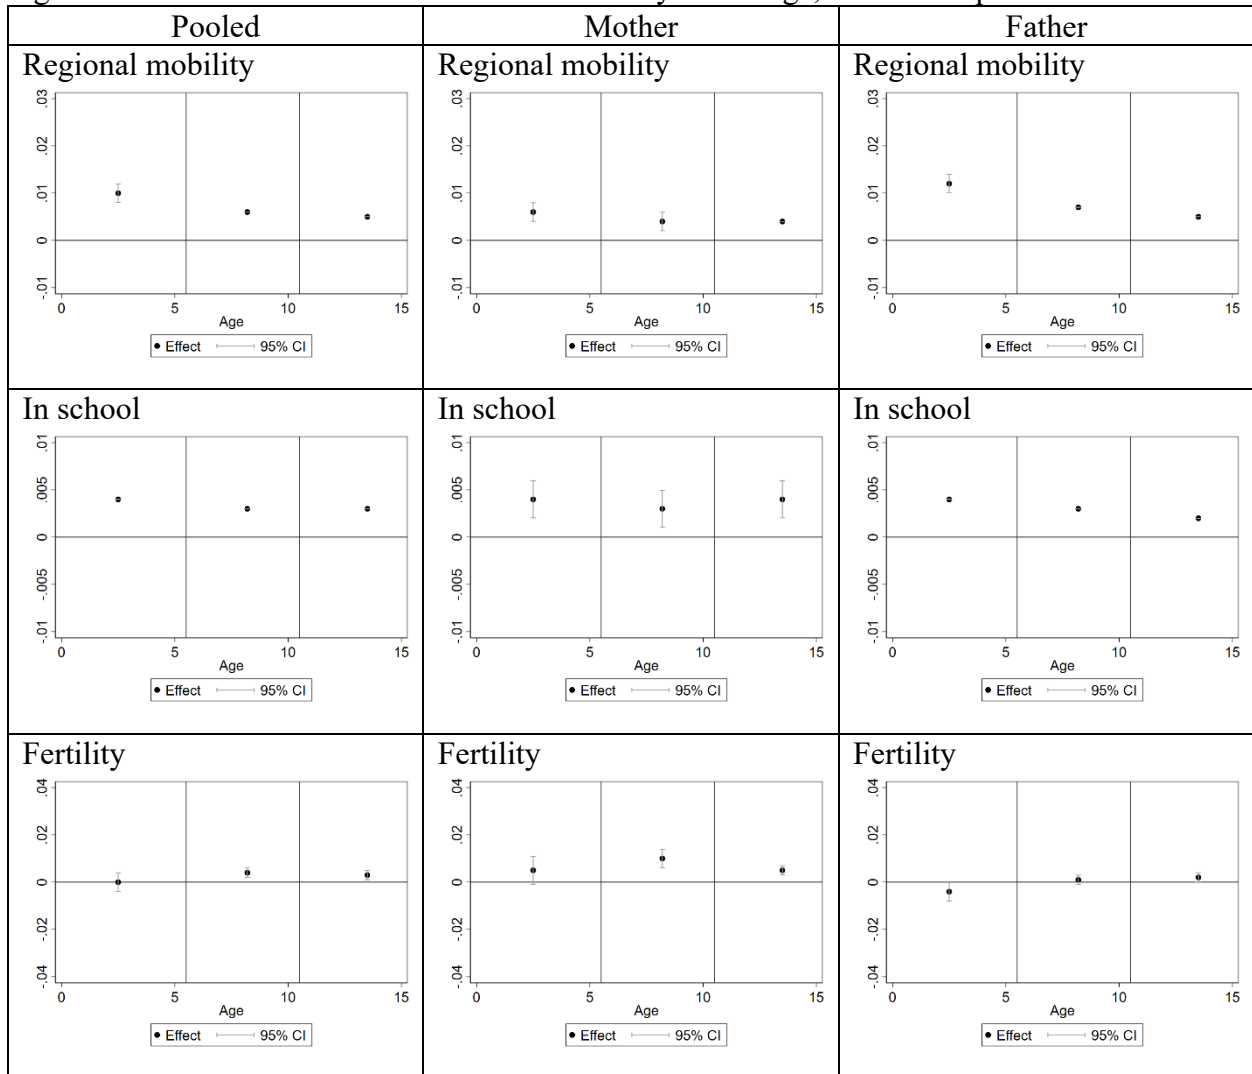 Pooled
Mother
Father
Regional mobility
.03
.02
.01
0
-.01
0 5 10 15
Age
Effect 95% CI
Regional mobility
.03
.02
.01
0
-.01
0 5 10 15
Age
Effect 95% CI
Regional mobility
.03
.02
.01
0
-.01
0 5 10 15
Age
Effect 95% CI
In school
.01
.005
0
-.005
-.01
0 5 10 15
Age
Effect 95% CI
In school
.01
.005
0
-.005
-.01
0 5 10 15
Age
Effect 95% CI
In school
.01
.005
0
-.005
-.01
0 5 10 15
Age
Effect 95% CI
Fertility
.04
.02
0
-.02
-.04
0 5 10 15
Age
Effect 95% CI
Fertility
.04
.02
0
-.02
-.04
0 5 10 15
Age
Effect 95% CI
Fertility
.04
.02
0
-.02
-.04
0 5 10 15
Age
Effect 95% CI